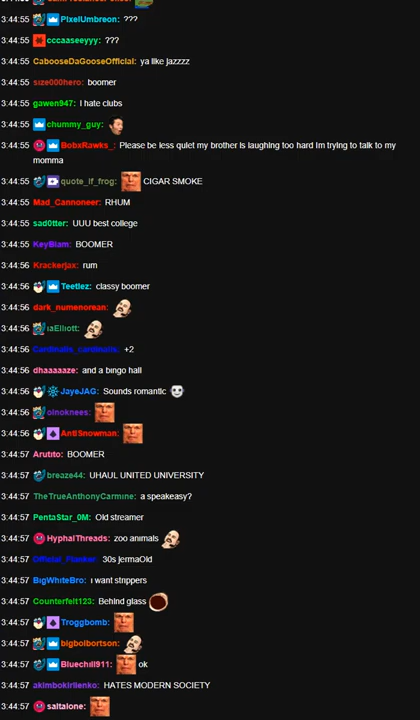 3:44:55 PixelUmbreon: ???
3:44:55 cccaaseeyyy: ???
3:44:55 CabooseDaGooseOfficial: ya like jazzzz
3:44:55 size000hero: boomer
3:44:55 gawen947: I hate clubs
3:44:55 chummy_guy:
3:44:55 BobxRawks_: Please be less quiet my brother is laughing too hard Im trying to talk to my
momma
3:44:55 quote_if_frog: CIGAR SMOKE
3:44:55 Mad_Cannoneer: RHUM
3:44:55 sad0tter: UUU best college
3:44:55 KeyBlam: BOOMER
3:44:56 Krackerjax: rum
3:44:56 Teetlez: classy boomer
3:44:56 dark_numenorean:
3:44:56 iaElliott:
3:44:56 Cardinalis_cardinalis: +2
3:44:56 dhaaaaaze: and a bingo hall
3:44:56 JayeJAG: Sounds romantic
3:44:56 oinoknees:
3:44:56 AntiSnowman:
3:44:57 Arutito: BOOMER
3:44:57 breaze44: UHAUL UNITED UNIVERSITY
3:44:57 TheTrueAnthonyCarmine: a speakeasy?
3:44:57 PentaStar_0M: Old streamer
3:44:57 HyphalThreads: zoo animals
3:44:57 Official_Planker: 30s jermaOld
3:44:57 BigWhiteBro: i want strippers
3:44:57 Counterfelt123: Behind glass
3:44:57 Troggbomb:
3:44:57 bigbolbortson:
3:44:57 Bluechili911: ok
3:44:57 akimbokirilenko: HATES MODERN SOCIETY
3:44:57 saltalone: